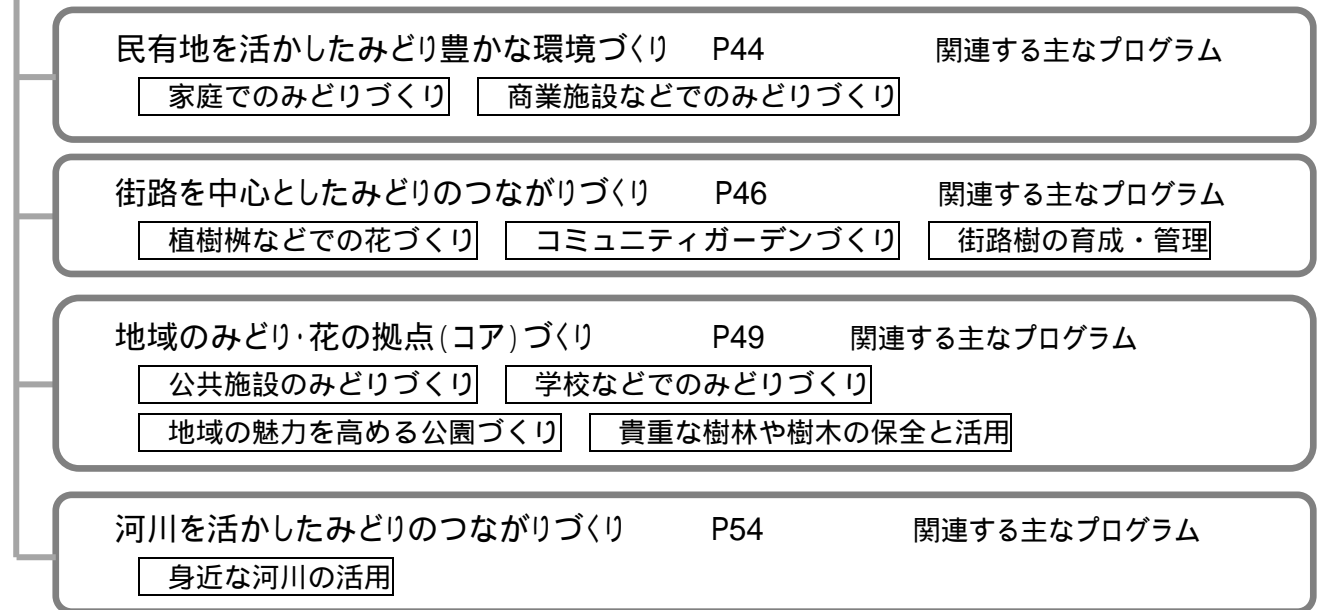 民有地を活かしたみどり豊かな環境づくり P44 関連する主なプログラム
家庭でのみどりづくり 商業施設などでのみどりづくり
街路を中心としたみどりのつながりづくり P46 関連する主なプログラム
植樹桝などでの花づくり コミュニティガーデンづくり 街路樹の育成・管理
地域のみどり・花の拠点(コア)づくり P49 関連する主なプログラム
公共施設のみどりづくり 学校などでのみどりづくり
地域の魅力を高める公園づくり 貴重な樹林や樹木の保全と活用
河川を活かしたみどりのつながりづくり P54 関連する主なプログラム
身近な河川の活用